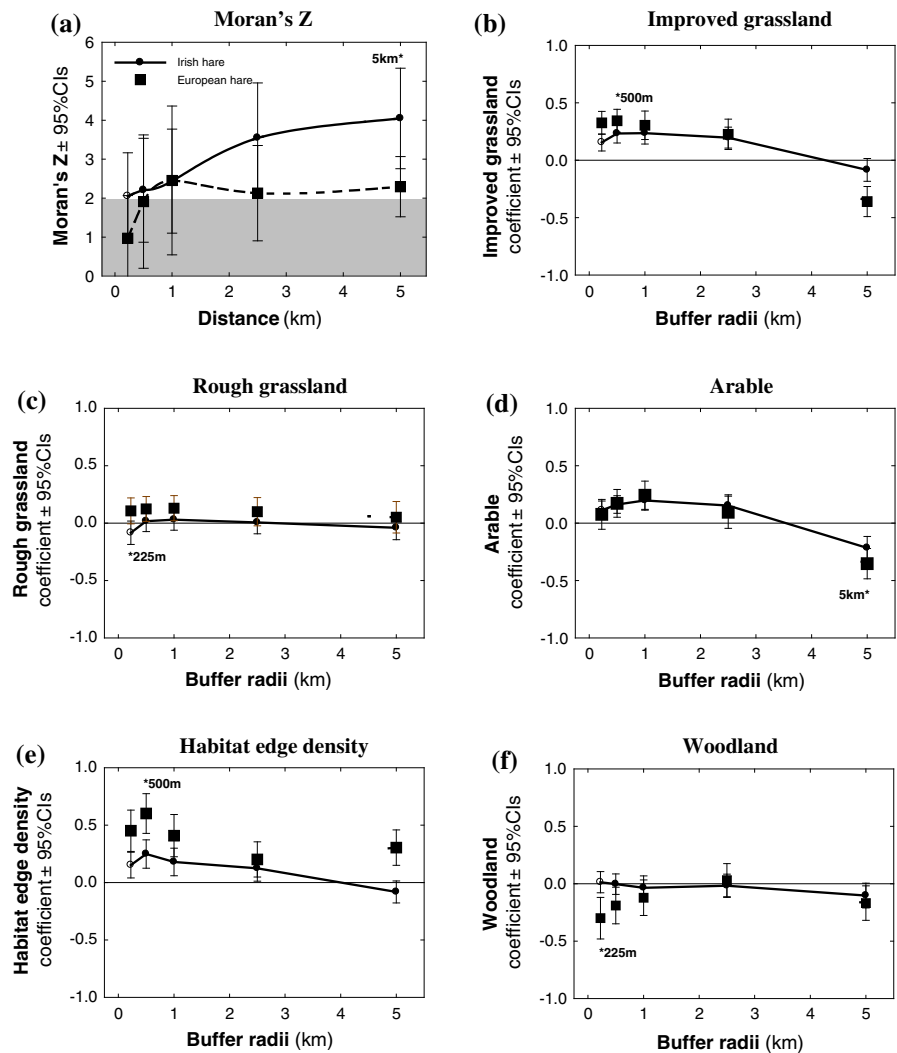 (a) Moran's Z
6
5
4
3
2
1
0
Moran's Z ± 95%CIs
Irish hare
European hare
5km*
0 1 2 3 4 5
Distance (km)
(b) Improved grassland
1.0
0.5
0.0
-0.5
-1.0
Improved grassland
coefficient ± 95%CIs
*500m
0 1 2 3 4 5
Buffer radii (km)
(c) Rough grassland
1.0
0.5
0.0
-0.5
-1.0
Rough grassland
coefficient ± 95%CIs
*225m
0 1 2 3 4 5
Buffer radii (km)
(d) Arable
1.0
0.5
0.0
-0.5
-1.0
Arable
coefficient ± 95%CIs
5km*
0 1 2 3 4 5
Buffer radii (km)
(e) Habitat edge density
1.0
0.5
0.0
-0.5
-1.0
Habitat edge density
coefficient ± 95%CIs
*500m
0 1 2 3 4 5
Buffer radii (km)
(f) Woodland
1.0
0.5
0.0
-0.5
-1.0
Woodland
coefficient ± 95%CIs
*225m
0 1 2 3 4 5
Buffer radii (km)